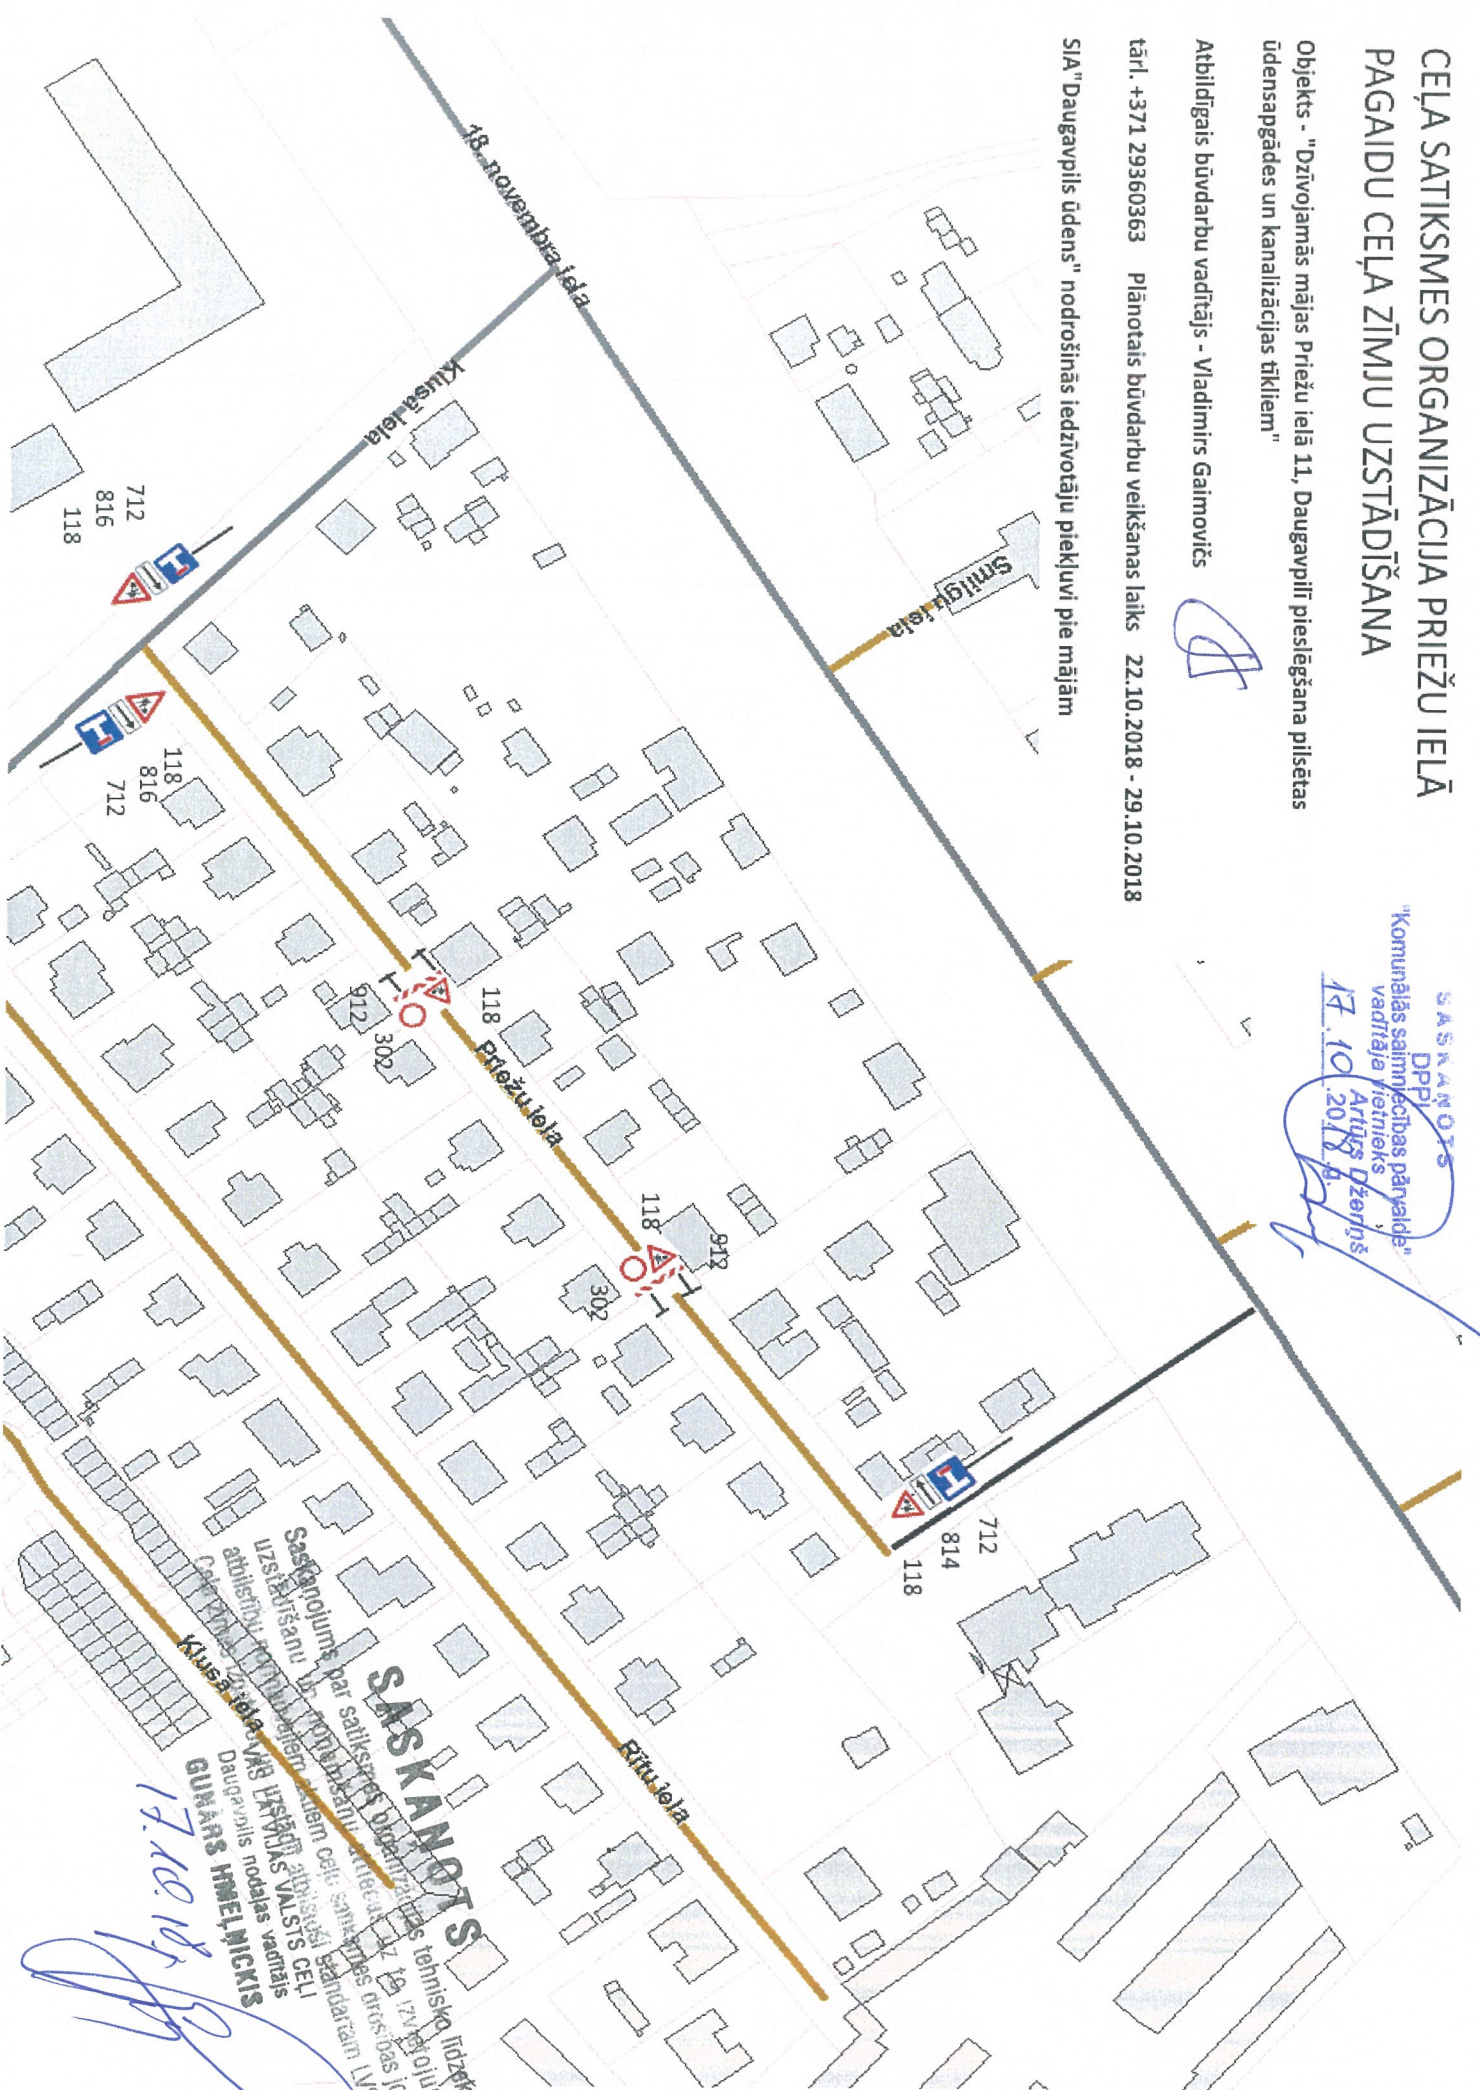 CEĻA SATIKSMES ORGANIZĀCIJA PRIEŽU IELĀ
PAGAIDU CEĻA ZĪMJU UZSTĀDĪŠANA
Objekts - "Dzīvojamās mājas Priežu ielā 11, Daugavpilī pieslēgšana pilsētas
ūdensapgādes un kanalizācijas tīkliem"
Atbildīgais būvdarbu vadītājs - Vladimirs Gaimovičs
tārl. +371 29360363 Plānotais būvdarbu veikšanas laiks 22.10.2018 - 29.10.2018
SIA"Daugavpils ūdens" nodrošinās iedzīvotāju piekļuvi pie mājām
SASKAŅOTS
DPPI
"Komunālās saimniecības pārvalde"
vadītāja vietnieks
Artūrs Džeriņš
17.10.2018.g.
18. novembra iela
Klusā iela
Smilgu iela
712
816
118
118
816
712
118
912
302
Priežu iela
118
912
302
712
814
118
Rītu iela
Klusā iela
SASKAŅOTS
Saskaņojums par satiksmes organizācijas tehnisko
uzstādīšanu un
atbilstību
VAS LATVIJAS VALSTS CEĻI
Daugavpils nodaļas vadītājs
GUNĀRS HMEĻNICKIS
17.10.18.